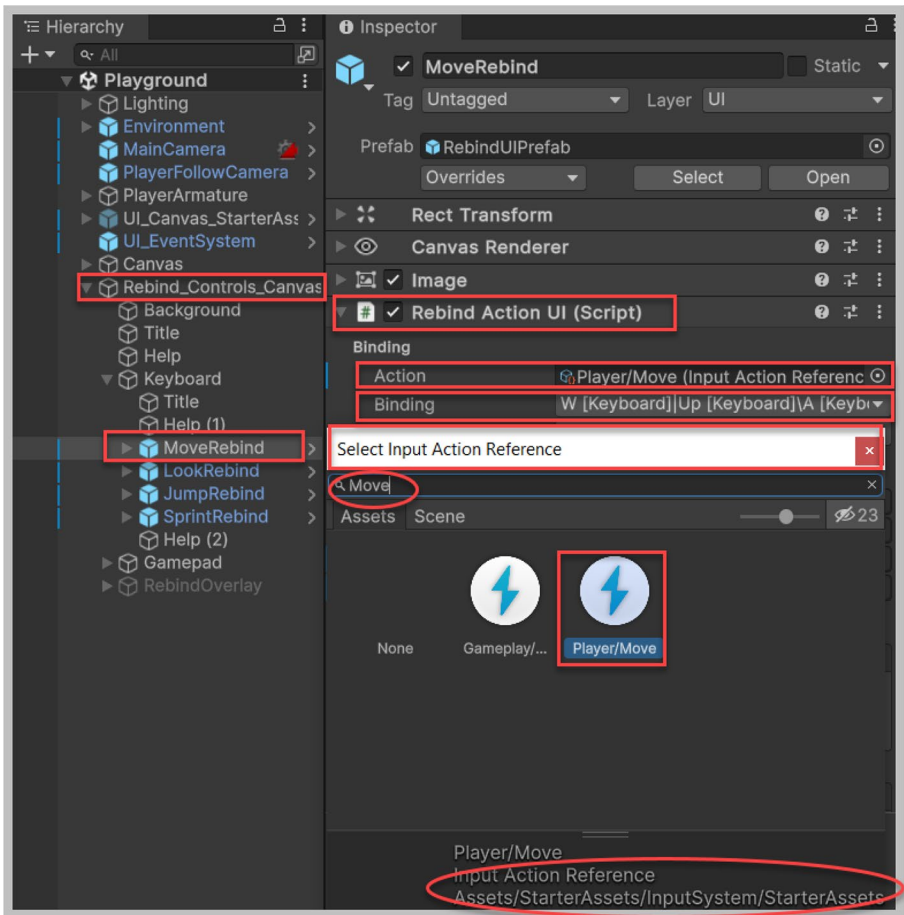 Hierarchy
All
Playground
Lighting
Environment
MainCamera
PlayerFollowCamera
PlayerArmature
UI_Canvas_StarterAss
UI_EventSystem
Canvas
Rebind_Controls_Canvas
Background
Title
Help
Keyboard
Title
Help (1)
MoveRebind
LookRebind
JumpRebind
SprintRebind
Help (2)
Gamepad
RebindOverlay
Inspector
MoveRebind
Static
Tag Untagged Layer UI
Prefab RebindUIPrefab
Overrides Select Open
Rect Transform
Canvas Renderer
Image
# Rebind Action UI (Script)
Binding
Action Player/Move (Input Action Referenc
Binding W [Keyboard]|Up [Keyboard]\A [Keyb
Select Input Action Reference x
Move
Assets Scene 23
None Gameplay/... Player/Move
Player/Move
Input Action Reference
Assets/StarterAssets/InputSystem/StarterAssets